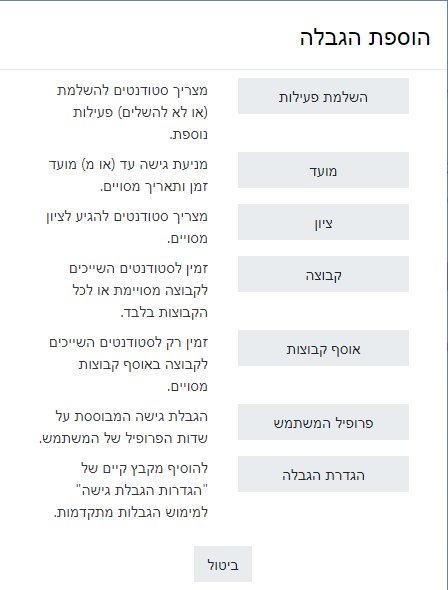 הוספת הגבלה
השלמת פעילות
מצריך סטודנטים להשלמת
(או לא להשלים) פעילות
נוספת.
מועד
מניעת גישה עד (או מ) מועד
זמן ותאריך מסויים.
ציון
מצריך סטודנטים להגיע לציון
מסויים.
קבוצה
זמין לסטודנטים השייכים
לקבוצה מסויימת או לכל
הקבוצות בלבד.
אוסף קבוצות
זמין רק לסטודנטים השייכים
לקבוצה באוסף קבוצות
מסויים.
פרופיל המשתמש
הגבלת גישה המבוססת על
שדות הפרופיל של המשתמש.
הגדרת הגבלה
להוסיף מקבץ קיים של
"הגדרות הגבלת גישה"
למימוש הגבלות מתקדמות.
ביטול